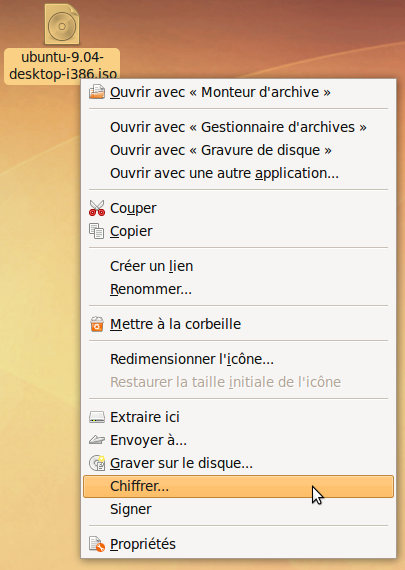 ubuntu-9.04-
desktop-i386.iso
Ouvrir avec « Monteur d'archive »
Ouvrir avec « Gestionnaire d'archives »
Ouvrir avec « Gravure de disque »
Ouvrir avec une autre application...
Couper
Copier
Créer un lien
Renommer...
Mettre à la corbeille
Redimensionner l'icône...
Restaurer la taille initiale de l'icône
Extraire ici
Envoyer à...
Graver sur le disque...
Chiffrer...
Signer
Propriétés